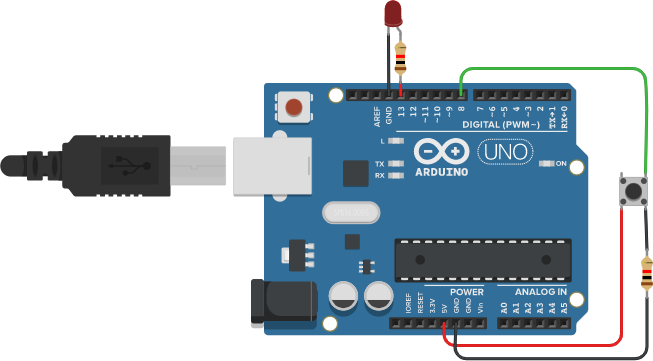 AREF
GND
13
12
~11
~10
~9
8
7
~6
~5
4
~3
2
TX→1
RX←0
DIGITAL (PWM~)
L
TX
RX
ARDUINO
UNO
ON
POWER
ANALOG IN
IOREF
RESET
3.3V
5V
GND
GND
Vin
A0
A1
A2
A3
A4
A5